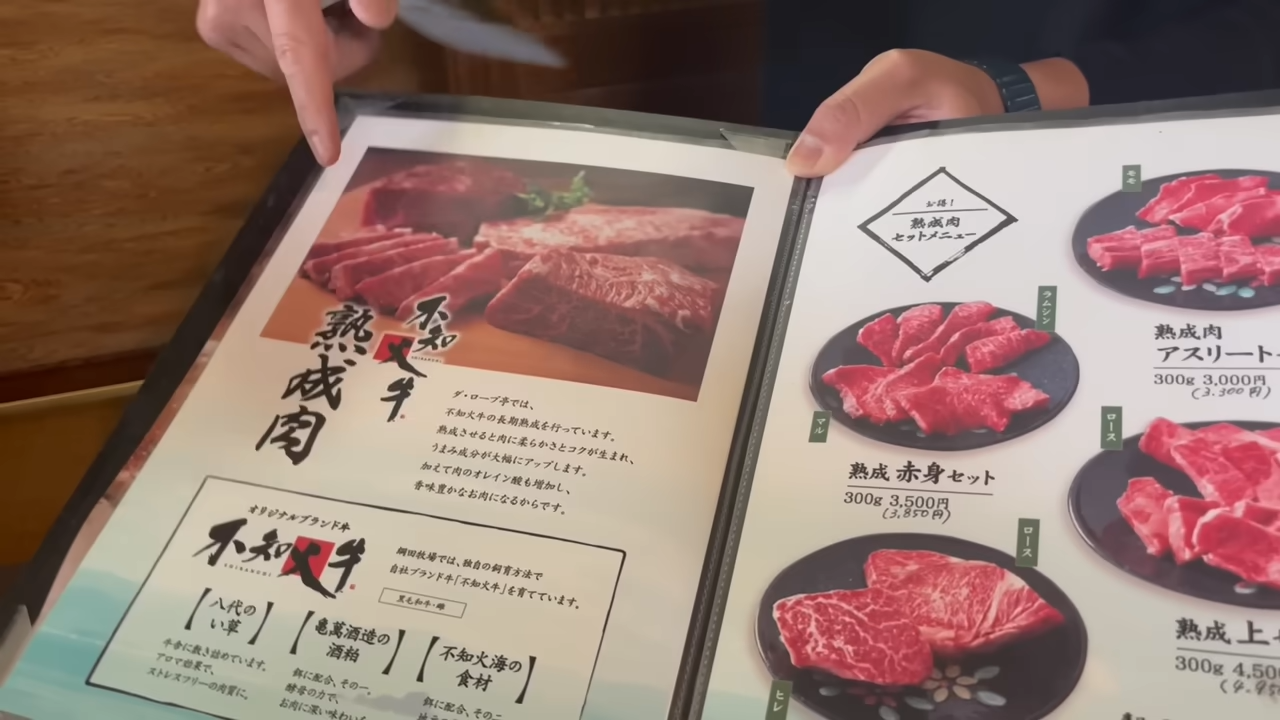 不知火牛
SHIRANUI
熟成肉
ダ・ローブ亭では、
不知火牛の長期熟成を行っています。
熟成させると肉に柔らかさとコクが生まれ、
うまみ成分が大幅にアップします。
加えて肉のオレイン酸も増加し、
香味豊かなお肉になるからです。
オリジナルブランド牛
不知火牛
SHIRANUI
綱田牧場では、独自の飼育方法で
自社ブランド牛「不知火牛」を育てています。
黒毛和牛・雌
【八代の
い草】
牛舎に敷き詰めています。
アロマ効果で、
ストレスフリーの肉質に。
【亀萬酒造の
酒粕】
餌に配合、その一。
酵母の力で、
お肉に深い味わい
【不知火海の
食材】
餌に配合、その二
お得!
熟成肉
セットメニュー
モモ
熟成肉
アスリート
300g 3,000円
(3.300円)
ラムシン
マル
熟成 赤身セット
300g 3,500円
(3,850円)
ロース
熟成 上
300g 4,50
(4.95
ロース
ヒレ